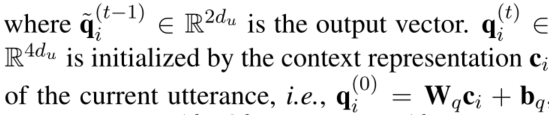 where q̃_i^{(t−1)} ∈ ℝ^{2d_u} is the output vector. q_i^{(t)} ∈
ℝ^{4d_u} is initialized by the context representation c_i
of the current utterance, i.e., q_i^{(0)} = W_q c_i + b_q,